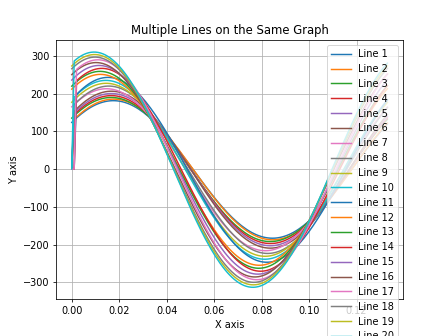 Multiple Lines on the Same Graph
Y axis
300
200
100
0
−100
−200
−300
0.00
0.02
0.04
0.06
0.08
0.10
X axis
Line 1
Line 2
Line 3
Line 4
Line 5
Line 6
Line 7
Line 8
Line 9
Line 10
Line 11
Line 12
Line 13
Line 14
Line 15
Line 16
Line 17
Line 18
Line 19
Line 20